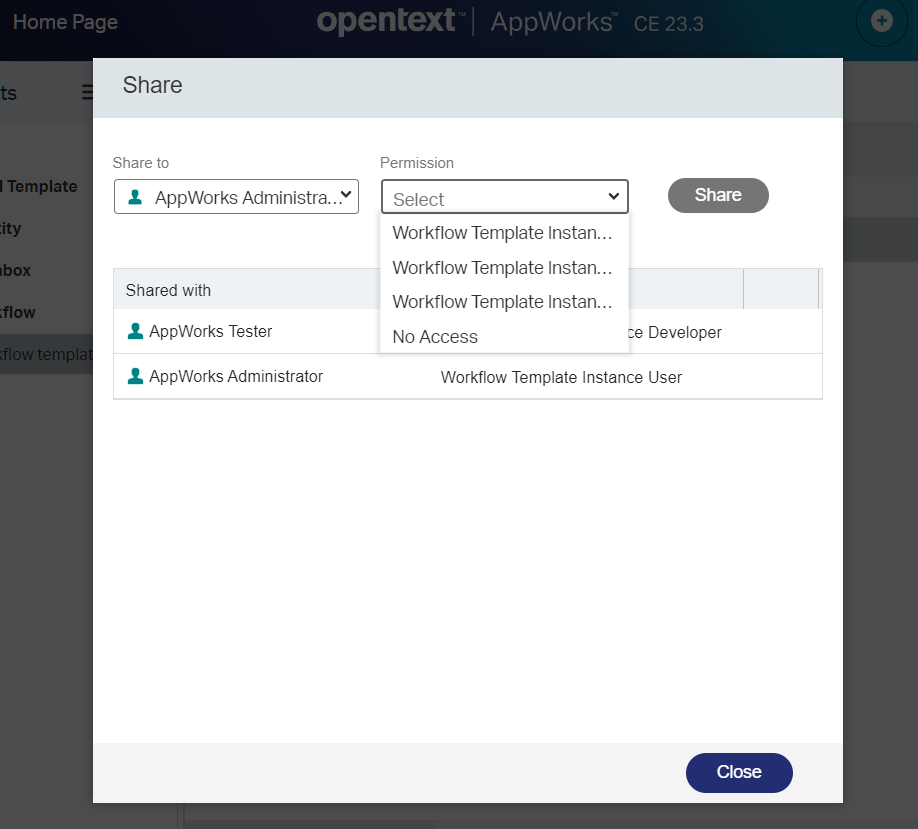 Home Page
opentext™ | AppWorks™ CE 23.3
ts
Share
Share to
Permission
l Template
AppWorks Administra...
Select
Share
ity
Workflow Template Instan...
nbox
Workflow Template Instan...
Shared with
kflow
Workflow Template Instan...
AppWorks Tester
ce Developer
No Access
kflow templat
AppWorks Administrator
Workflow Template Instance User
Close